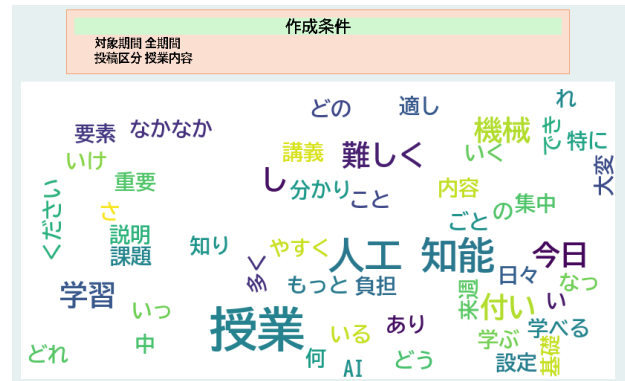 作成条件
対象期間 全期間
投稿区分 授業内容
れ
どの
適し
機械
でき
特に
要素
なかなか
講義
難しく
いく
いけ
重要
し
分かり
こと
内容
大変
ください
さ
ごと
の
集中
説明
課題
知り
やすく
人工
知能
今日
多く
もっと
負担
日々
なっ
学習
いっ
授業
来週
付い
い
中
いる
あり
学ぶ
学べる
どれ
何
AI
どう
設定
基礎